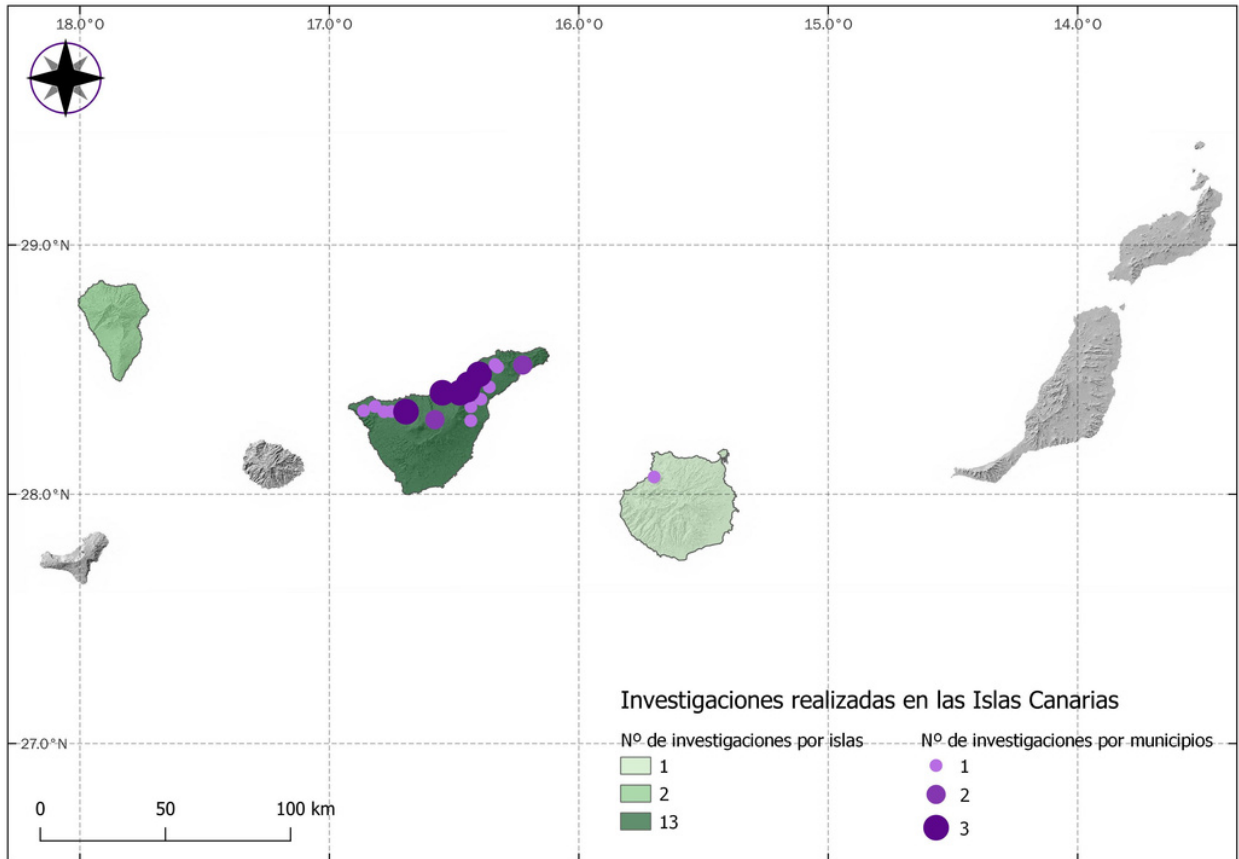 18.0°O 17.0°O 16.0°O 15.0°O 14.0°O
29.0°N
28.0°N
27.0°N
Investigaciones realizadas en las Islas Canarias
Nº de investigaciones por islas
1
2
13
Nº de investigaciones por municipios
1
2
3
0 50 100 km